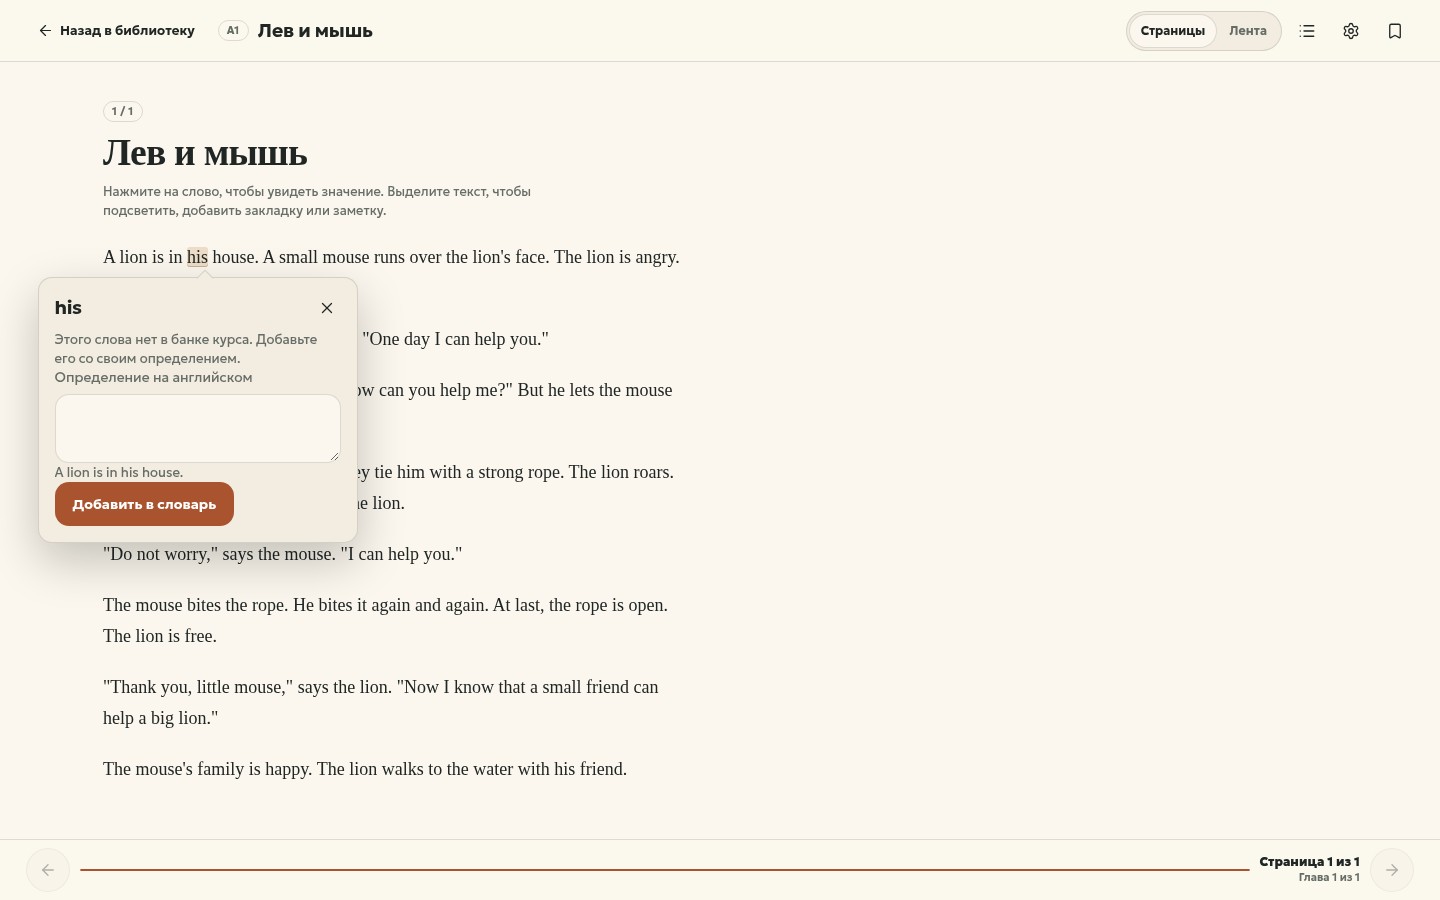 Назад в библиотеку
A1
Лев и мышь
Страницы
Лента
1 / 1
Лев и мышь
Нажмите на слово, чтобы увидеть значение. Выделите текст, чтобы
подсветить, добавить закладку или заметку.
A lion is in his house. A small mouse runs over the lion's face. The lion is angry.
his
Этого слова нет в банке курса. Добавьте
его со своим определением.
Определение на английском
A lion is in his house.
Добавить в словарь
"One day I can help you."
ow can you help me?" But he lets the mouse
ey tie him with a strong rope. The lion roars.
he lion.
"Do not worry," says the mouse. "I can help you."
The mouse bites the rope. He bites it again and again. At last, the rope is open.
The lion is free.
"Thank you, little mouse," says the lion. "Now I know that a small friend can
help a big lion."
The mouse's family is happy. The lion walks to the water with his friend.
Страница 1 из 1
Глава 1 из 1